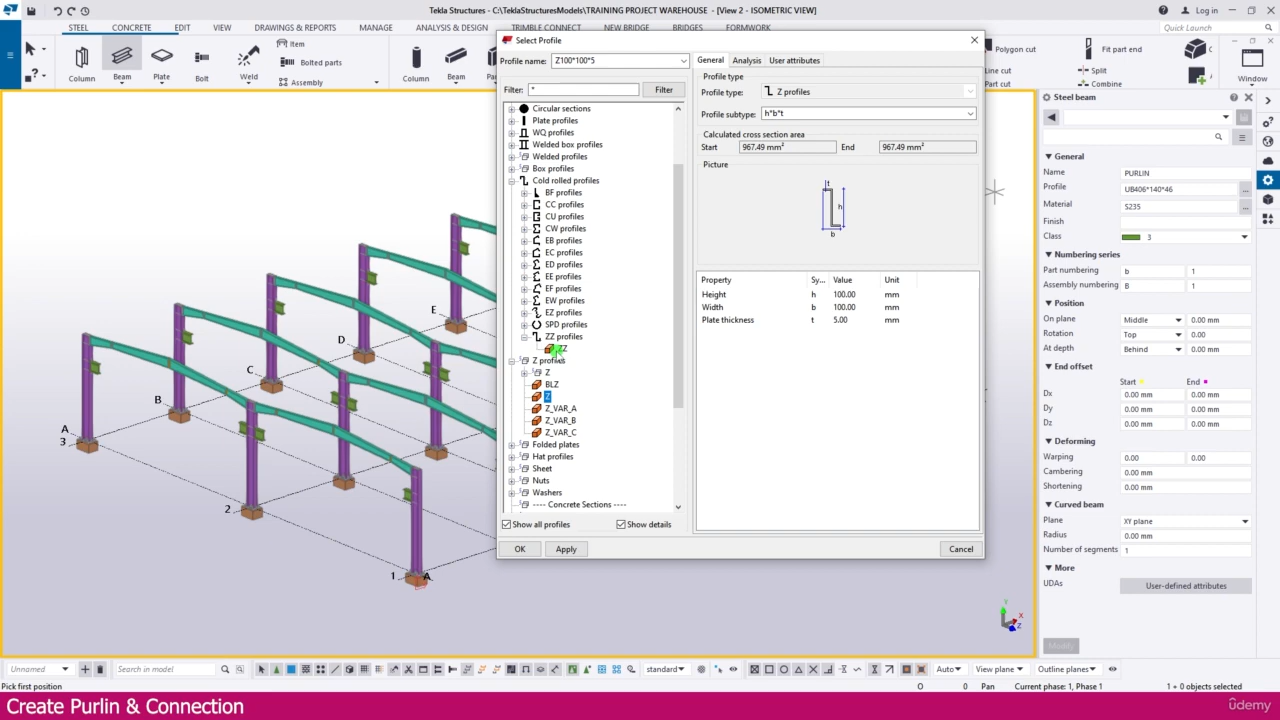 Tekla Structures - C:\TeklaStructuresModels\TRAINING PROJECT WAREHOUSE - [View 2 - ISOMETRIC VIEW]
Log in
STEEL
CONCRETE
EDIT
VIEW
DRAWINGS & REPORTS
MANAGE
ANALYSIS & DESIGN
TRIMBLE CONNECT
NEW BRIDGE
BRIDGES
FORMWORK
Quick Launch
Column
Beam
Plate
Bolt
Weld
Item
Bolted parts
Assembly
Column
Beam
Pan
Polygon cut
Line cut
Part cut
Fit part end
Split
Combine
Window
Select Profile
Profile name:
Z100*100*5
Filter:
*
Filter
Circular sections
Plate profiles
WQ profiles
Welded box profiles
Welded profiles
Box profiles
Cold rolled profiles
BF profiles
CC profiles
CU profiles
CW profiles
EB profiles
EC profiles
ED profiles
EE profiles
EF profiles
EW profiles
EZ profiles
SPD profiles
ZZ profiles
ZZ
Z profiles
Z
BLZ
Z
Z_VAR_A
Z_VAR_B
Z_VAR_C
Folded plates
Hat profiles
Sheet
Nuts
Washers
---- Concrete Sections ----
Show all profiles
Show details
OK
Apply
Cancel
General
Analysis
User attributes
Profile type
Profile type:
Z profiles
Profile subtype:
h*b*t
Calculated cross section area
Start
967.49 mm²
End
967.49 mm²
Picture
t
h
b
Property
Sy...
Value
Unit
Height
h
100.00
mm
Width
b
100.00
mm
Plate thickness
t
5.00
mm
E
D
C
B
A
3
2
1
A
Steel beam
General
Name
PURLIN
Profile
UB406*140*46
...
Material
S235
...
Finish
Class
3
Numbering series
Part numbering
b
1
Assembly numbering
B
1
Position
On plane
Middle
0.00 mm
Rotation
Top
0.00
At depth
Behind
0.00 mm
End offset
Start
End
Dx
0.00 mm
0.00 mm
Dy
0.00 mm
0.00 mm
Dz
0.00 mm
0.00 mm
Deforming
Warping
0.00
0.00
Cambering
0.00 mm
Shortening
0.00 mm
Curved beam
Plane
XY plane
Radius
0.00 mm
Number of segments
1
More
UDAs
User-defined attributes
Modify
Y
X
Z
Unnamed
Search in model
standard
Auto
View plane
Outline planes
Pick first position
O
0
Pan
Current phase: 1, Phase 1
1 + 0 objects selected
Create Purlin & Connection
ûdemy